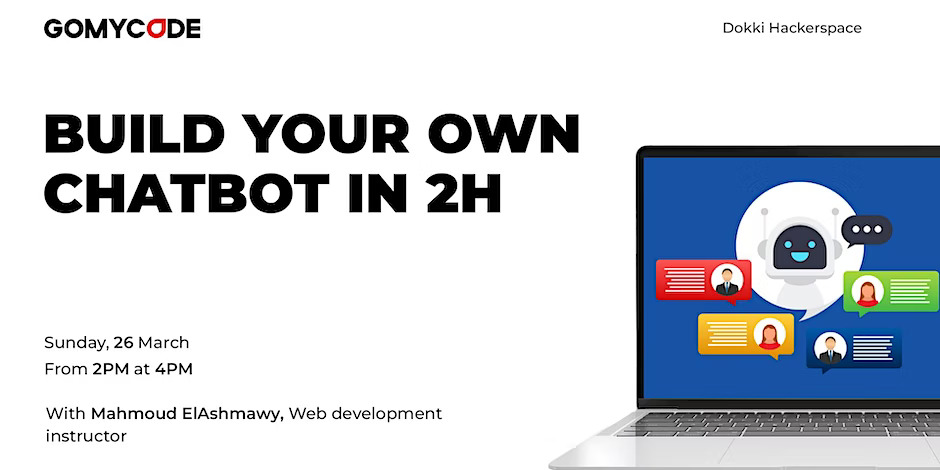 GOMYCODE
Dokki Hackerspace
BUILD YOUR OWN
CHATBOT IN 2H
Sunday, 26 March
From 2PM at 4PM
With Mahmoud ElAshmawy, Web development
instructor